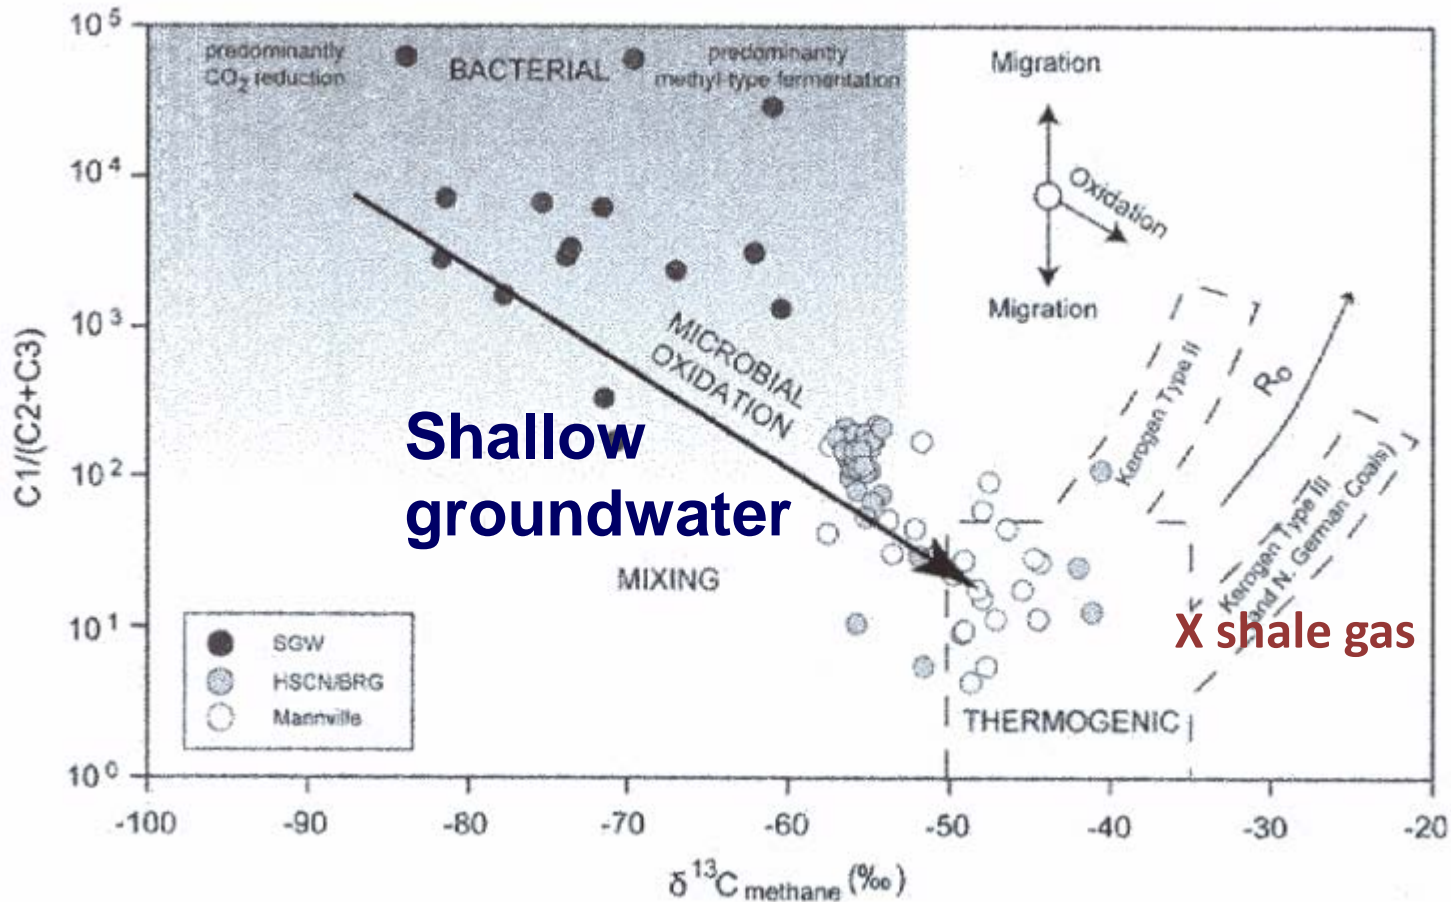 10⁵
10⁴
10³
10²
10¹
10⁰
C1/(C2+C3)
predominantly
CO₂ reduction
BACTERIAL
predominantly
methyl-type fermentation
Migration
Oxidation
Migration
MICROBIAL
OXIDATION
Shallow
groundwater
MIXING
Kerogen Type II
R₀
Kerogen Type III
(and N. German Coals)
X shale gas
THERMOGENIC
SGW
HSCN/BRG
Mannville
-100 -90 -80 -70 -60 -50 -40 -30 -20
δ ¹³C methane (‰)